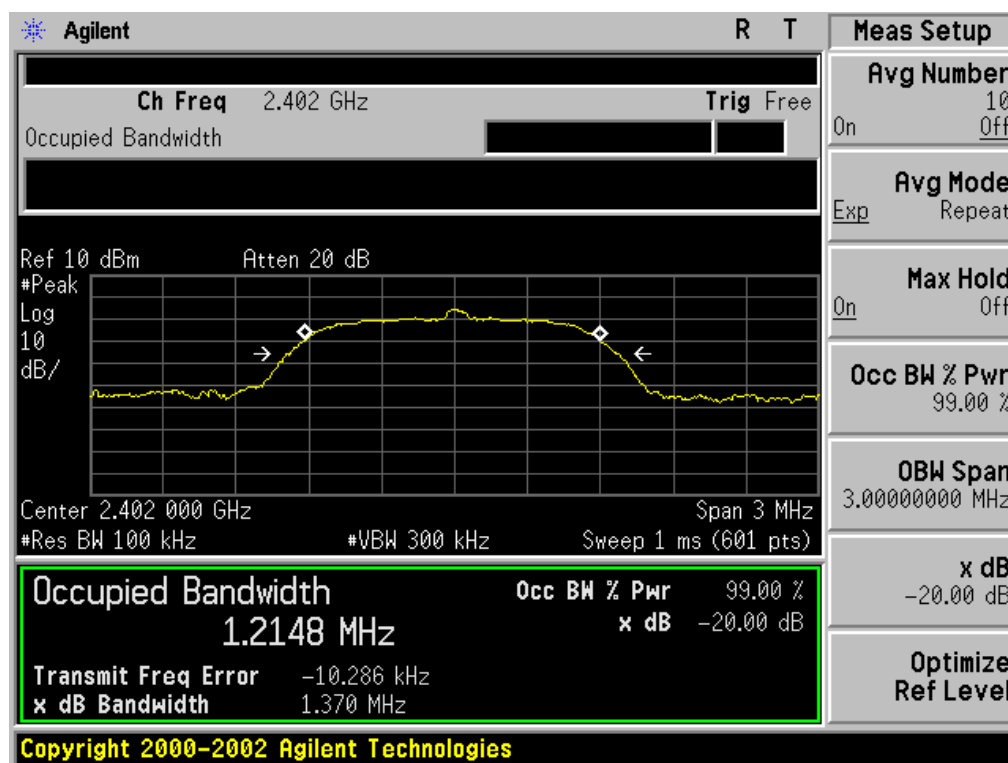 Agilent R T
Ch Freq 2.402 GHz Trig Free
Occupied Bandwidth
Ref 10 dBm Atten 20 dB
#Peak
Log
10
dB/
Center 2.402 000 GHz Span 3 MHz
#Res BW 100 kHz #VBW 300 kHz Sweep 1 ms (601 pts)
Occupied Bandwidth
1.2148 MHz
Occ BW % Pwr 99.00 %
x dB -20.00 dB
Transmit Freq Error -10.286 kHz
x dB Bandwidth 1.370 MHz
Copyright 2000-2002 Agilent Technologies
Meas Setup
Avg Number
10
On Off
Avg Mode
Exp Repeat
Max Hold
On Off
Occ BW % Pwr
99.00 %
OBW Span
3.00000000 MHz
x dB
-20.00 dB
Optimize
Ref Level